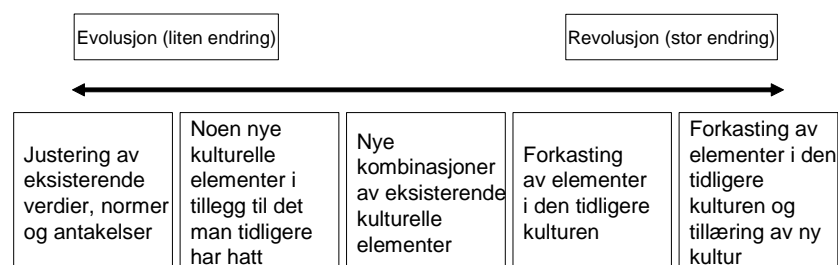 Evolusjon (liten endring)
Revolusjon (stor endring)
Justering av
eksisterende
verdier, normer
og antakelser
Noen nye
kulturelle
elementer i
tillegg til det
man tidligere
har hatt
Nye
kombinasjoner
av eksisterende
kulturelle
elementer
Forkasting
av elementer
i den tidligere
kulturen
Forkasting av
elementer i den
tidligere
kulturen og
tillæring av ny
kultur